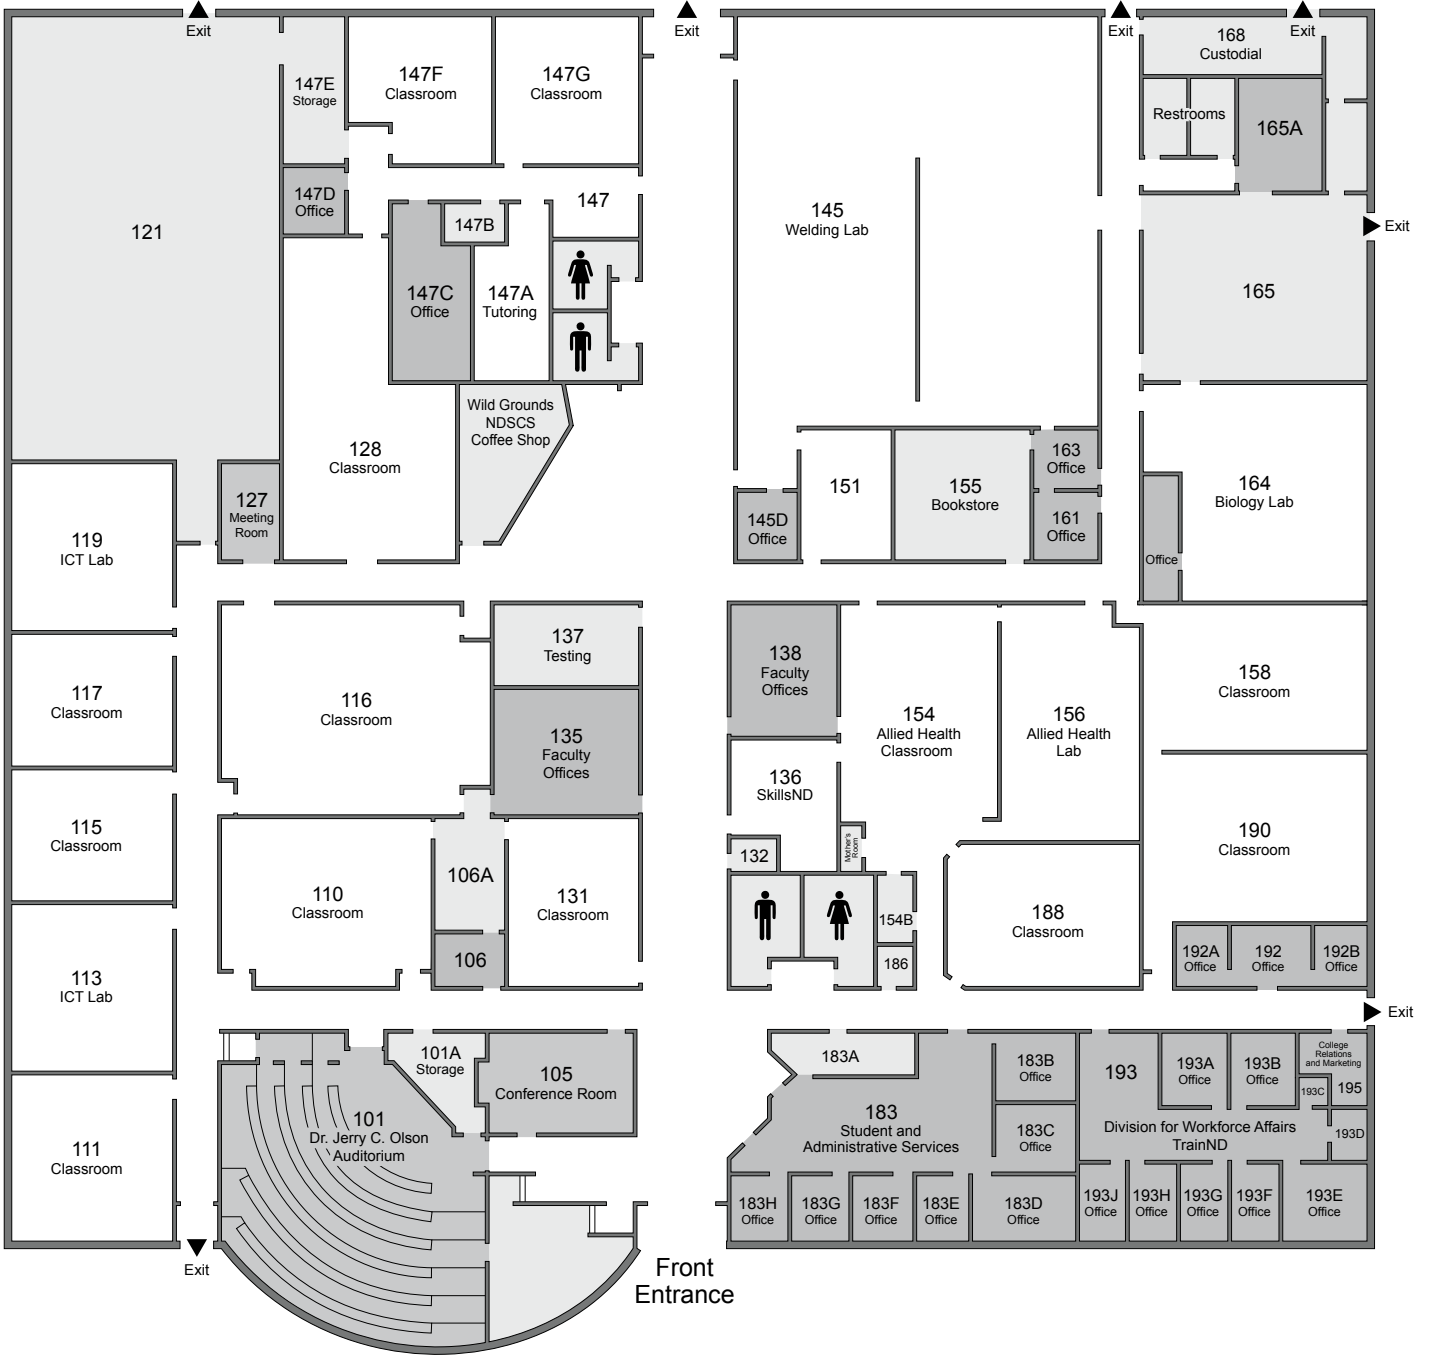 Exit
Exit
Exit
Exit
147E
Storage
147F
Classroom
147G
Classroom
168
Custodial
Restrooms
165A
147D
Office
147
147B
121
145
Welding Lab
Exit
147C
Office
147A
Tutoring
165
Wild Grounds
NDSCS
Coffee Shop
128
Classroom
163
Office
127
Meeting
Room
151
155
Bookstore
164
Biology Lab
119
ICT Lab
145D
Office
161
Office
Office
137
Testing
138
Faculty
Offices
158
Classroom
117
Classroom
116
Classroom
135
Faculty
Offices
154
Allied Health
Classroom
156
Allied Health
Lab
136
SkillsND
115
Classroom
190
Classroom
Mother's
Room
132
106A
110
Classroom
131
Classroom
154B
188
Classroom
192A
Office
192
Office
192B
Office
113
ICT Lab
106
186
Exit
101A
Storage
105
Conference Room
183A
183B
Office
193
193A
Office
193B
Office
College
Relations
and Marketing
195
193C
101
Dr. Jerry C. Olson
Auditorium
183
Student and
Administrative Services
183C
Office
Division for Workforce Affairs
TrainND
193D
111
Classroom
183H
Office
183G
Office
183F
Office
183E
Office
183D
Office
193J
Office
193H
Office
193G
Office
193F
Office
193E
Office
Exit
Front
Entrance